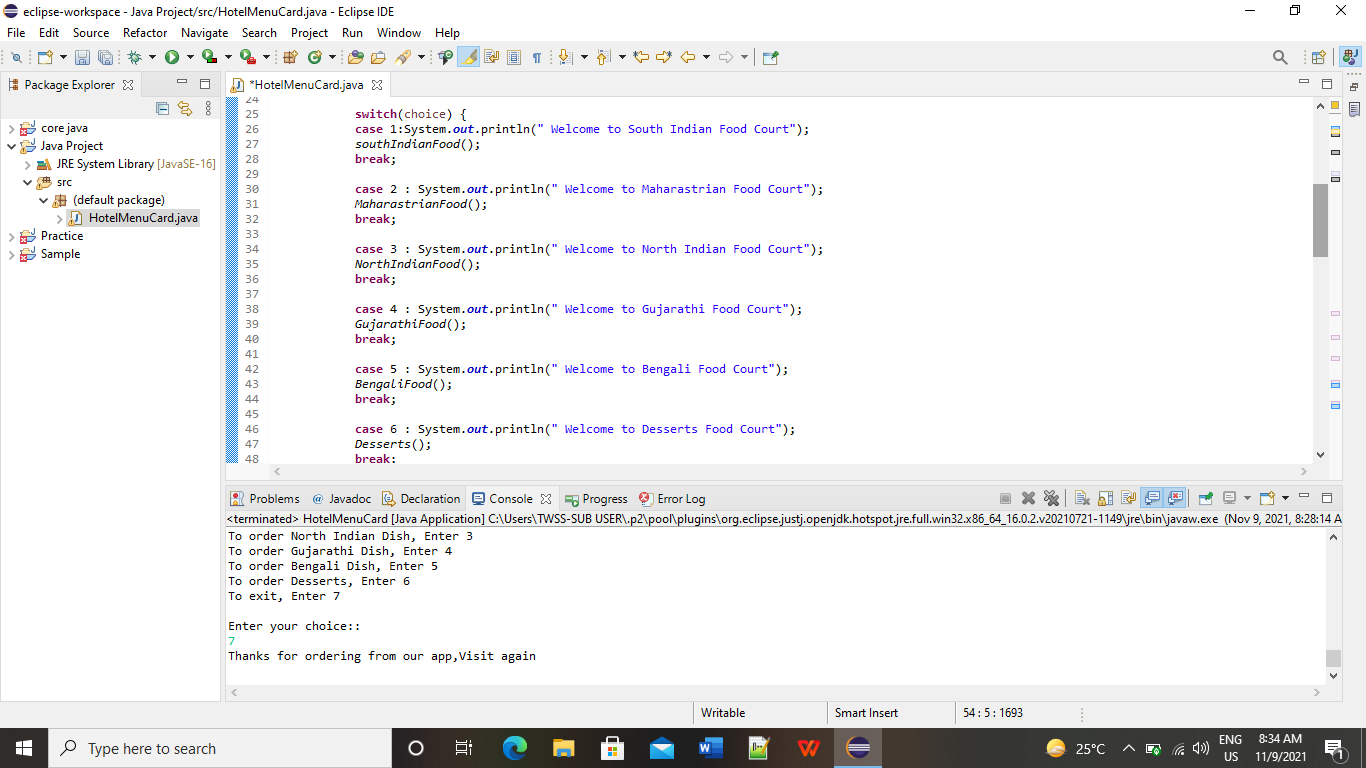 eclipse-workspace - Java Project/src/HotelMenuCard.java - Eclipse IDE
File Edit Source Refactor Navigate Search Project Run Window Help
Package Explorer
*HotelMenuCard.java
core java
Java Project
JRE System Library [JavaSE-16]
src
(default package)
HotelMenuCard.java
Practice
Sample
24
25 switch(choice) {
26 case 1:System.out.println(" Welcome to South Indian Food Court");
27 southIndianFood();
28 break;
29
30 case 2 : System.out.println(" Welcome to Maharastrian Food Court");
31 MaharastrianFood();
32 break;
33
34 case 3 : System.out.println(" Welcome to North Indian Food Court");
35 NorthIndianFood();
36 break;
37
38 case 4 : System.out.println(" Welcome to Gujarathi Food Court");
39 GujarathiFood();
40 break;
41
42 case 5 : System.out.println(" Welcome to Bengali Food Court");
43 BengaliFood();
44 break;
45
46 case 6 : System.out.println(" Welcome to Desserts Food Court");
47 Desserts();
48 break;
Problems @ Javadoc Declaration Console Progress Error Log
<terminated> HotelMenuCard [Java Application] C:\Users\TWSS-SUB USER\.p2\pool\plugins\org.eclipse.justj.openjdk.hotspot.jre.full.win32.x86_64_16.0.2.v20210721-1149\jre\bin\javaw.exe (Nov 9, 2021, 8:28:14 A
To order North Indian Dish, Enter 3
To order Gujarathi Dish, Enter 4
To order Bengali Dish, Enter 5
To order Desserts, Enter 6
To exit, Enter 7
Enter your choice::
7
Thanks for ordering from our app,Visit again
Writable Smart Insert 54 : 5 : 1693
Type here to search
25°C
ENG
US
8:34 AM
11/9/2021
1